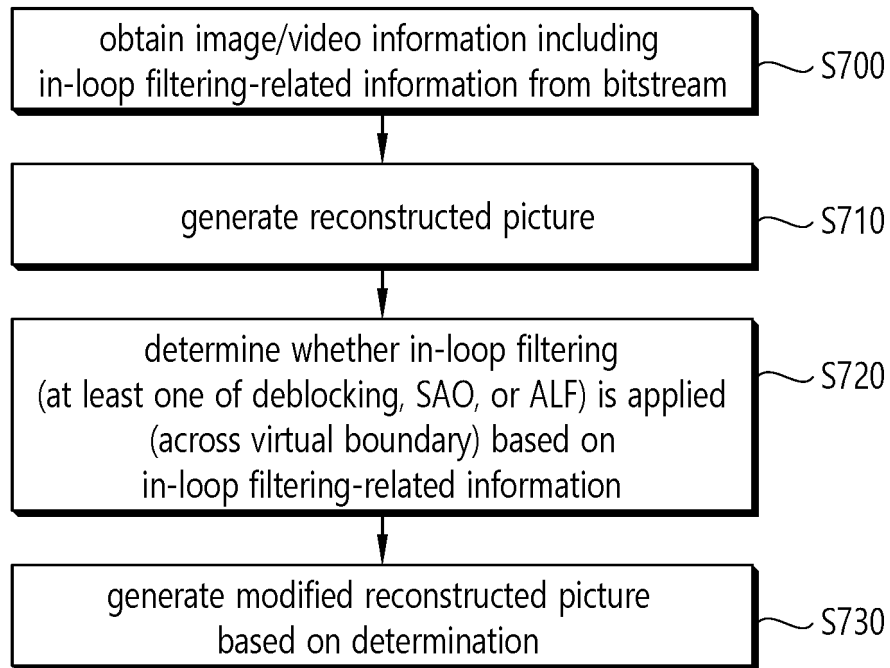 obtain image/video information including
in-loop filtering-related information from bitstream
S700
generate reconstructed picture
S710
determine whether in-loop filtering
(at least one of deblocking, SAO, or ALF) is applied
(across virtual boundary) based on
in-loop filtering-related information
S720
generate modified reconstructed picture
based on determination
S730